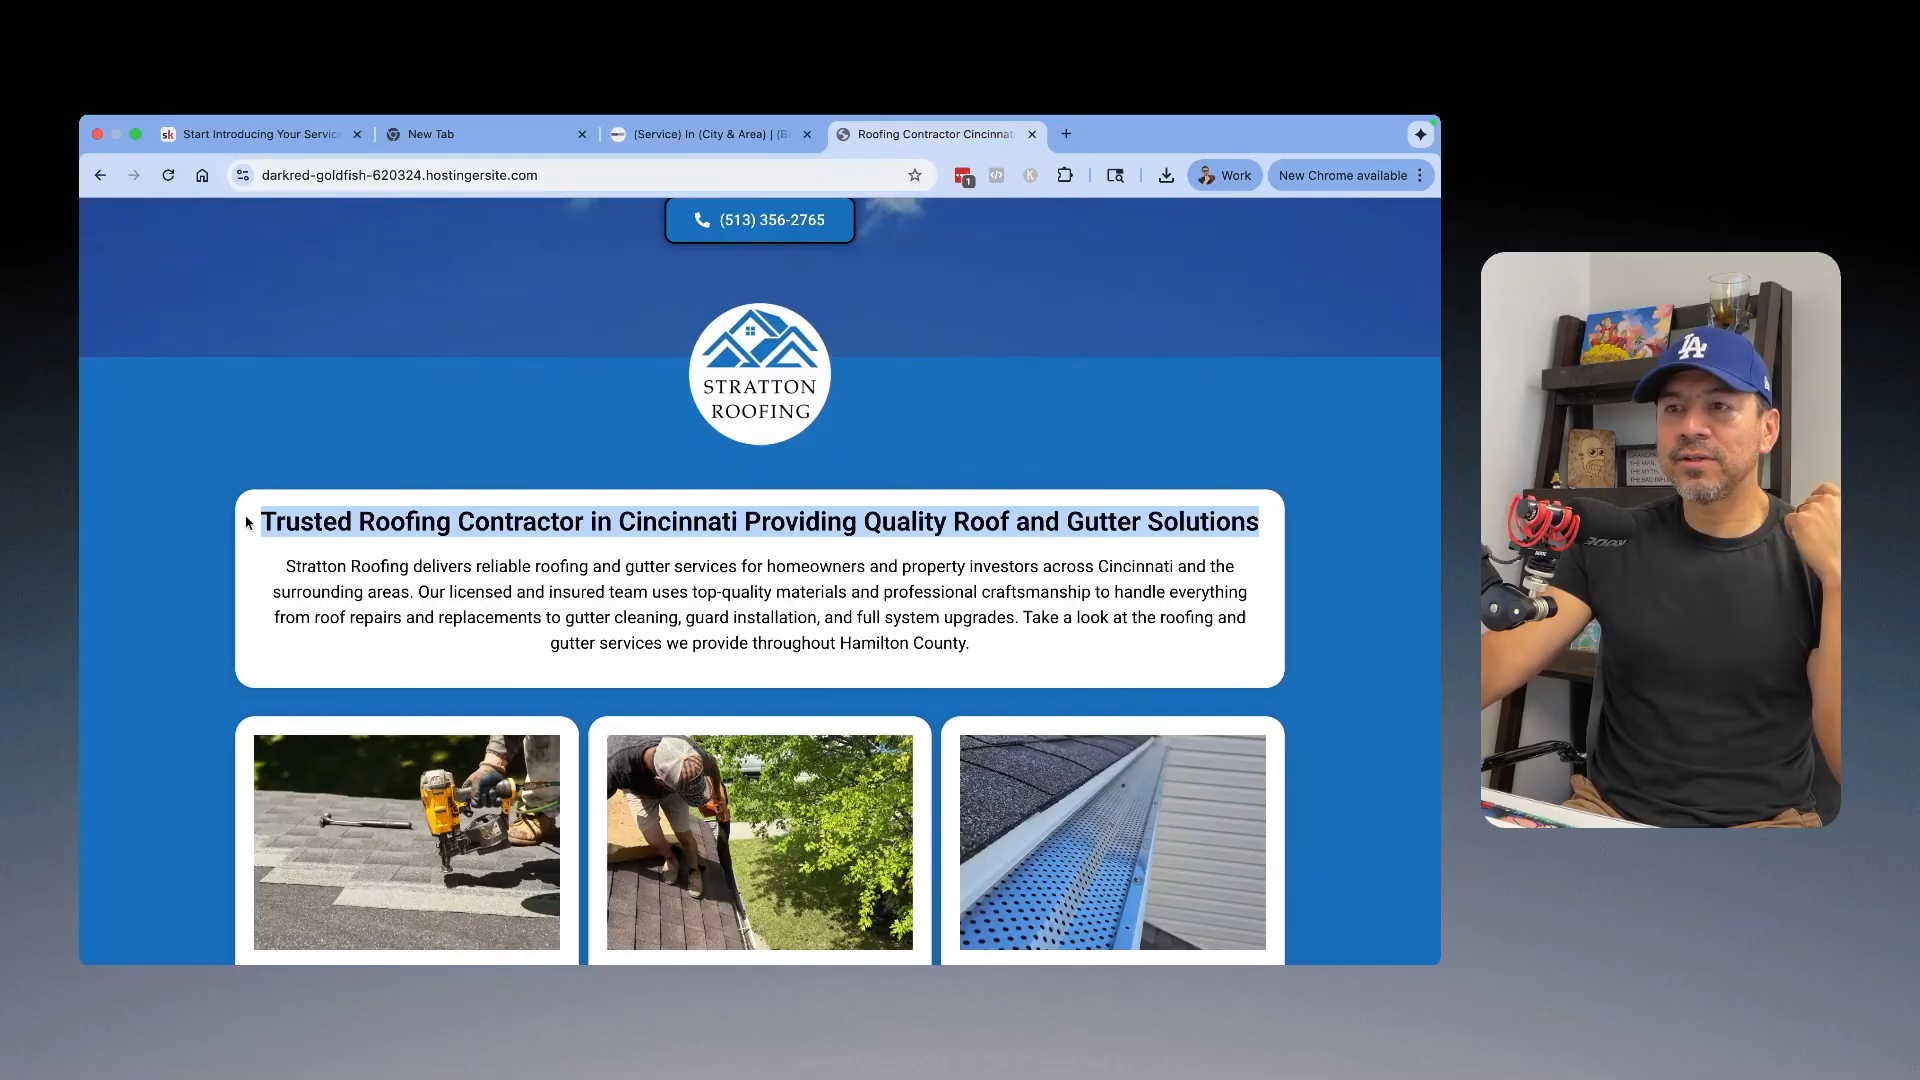 sk Start Introducing Your Servic
New Tab
(Service) In (City & Area) | (B
Roofing Contractor Cincinnat
darkred-goldfish-620324.hostingersite.com
1
K
Work
New Chrome available
(513) 356-2765
STRATTON
ROOFING
Trusted Roofing Contractor in Cincinnati Providing Quality Roof and Gutter Solutions
Stratton Roofing delivers reliable roofing and gutter services for homeowners and property investors across Cincinnati and the
surrounding areas. Our licensed and insured team uses top-quality materials and professional craftsmanship to handle everything
from roof repairs and replacements to gutter cleaning, guard installation, and full system upgrades. Take a look at the roofing and
gutter services we provide throughout Hamilton County.
LA
RODE